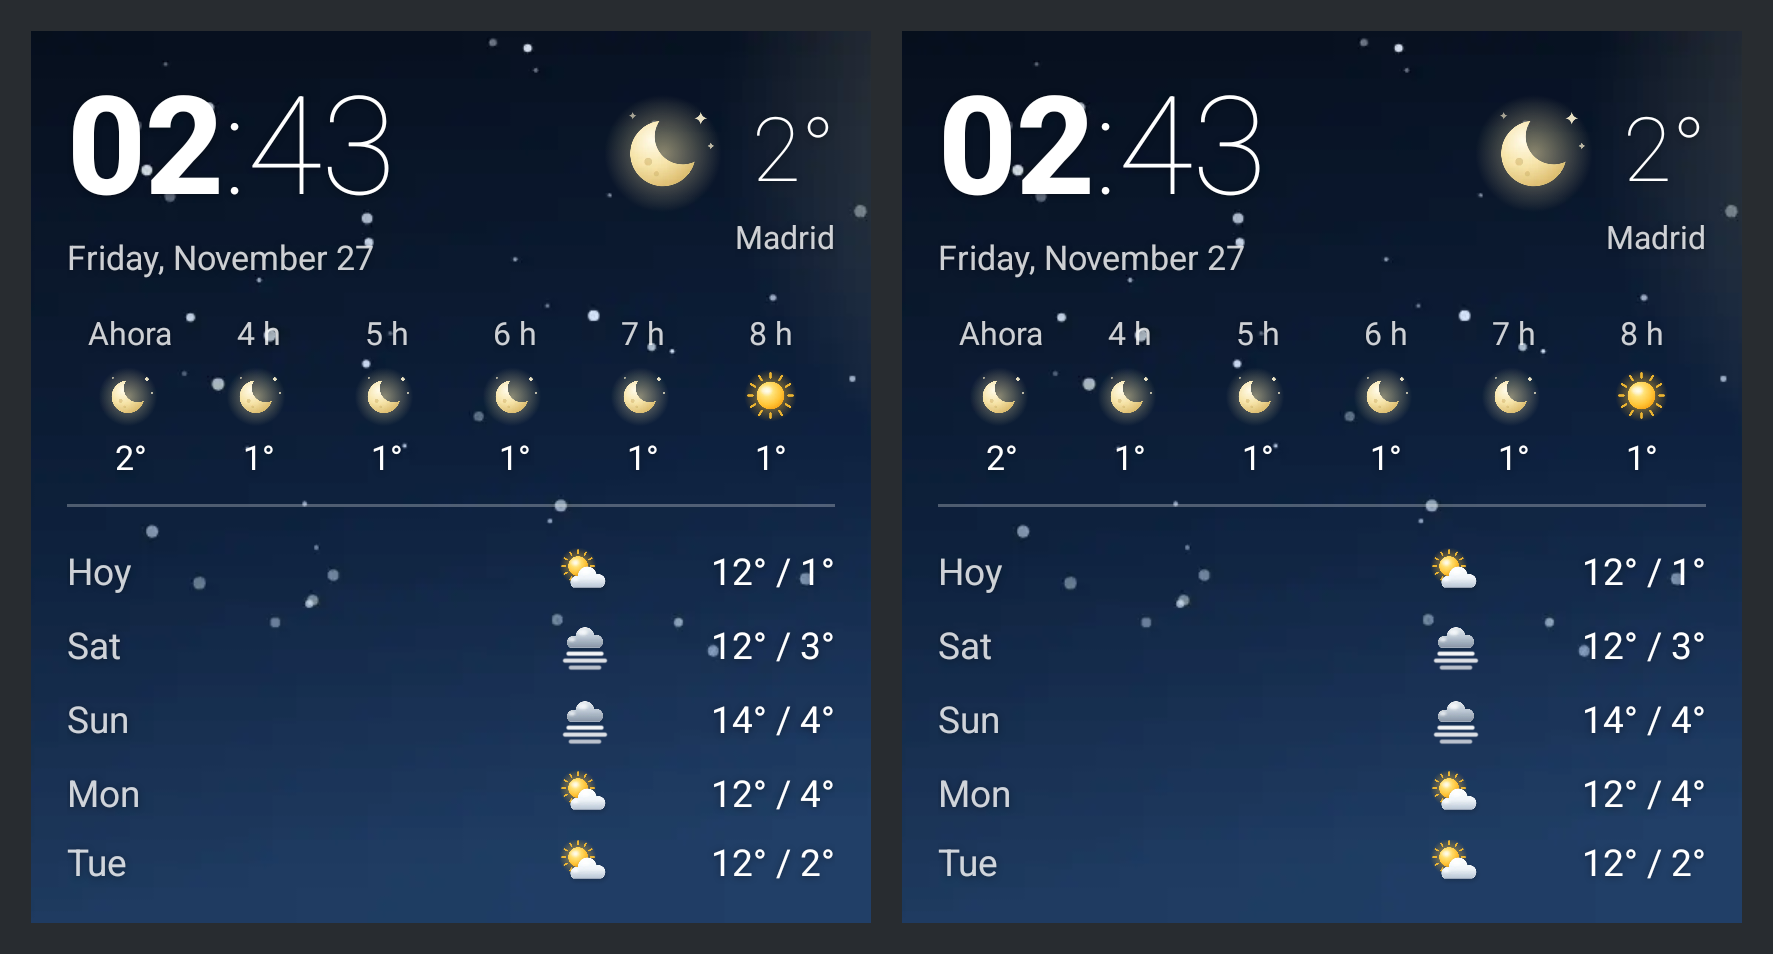 02:43
2°
Madrid
Friday, November 27
Ahora 4 h 5 h 6 h 7 h 8 h
2° 1° 1° 1° 1° 1°
Hoy 12° / 1°
Sat 12° / 3°
Sun 14° / 4°
Mon 12° / 4°
Tue 12° / 2°
02:43
2°
Madrid
Friday, November 27
Ahora 4 h 5 h 6 h 7 h 8 h
2° 1° 1° 1° 1° 1°
Hoy 12° / 1°
Sat 12° / 3°
Sun 14° / 4°
Mon 12° / 4°
Tue 12° / 2°